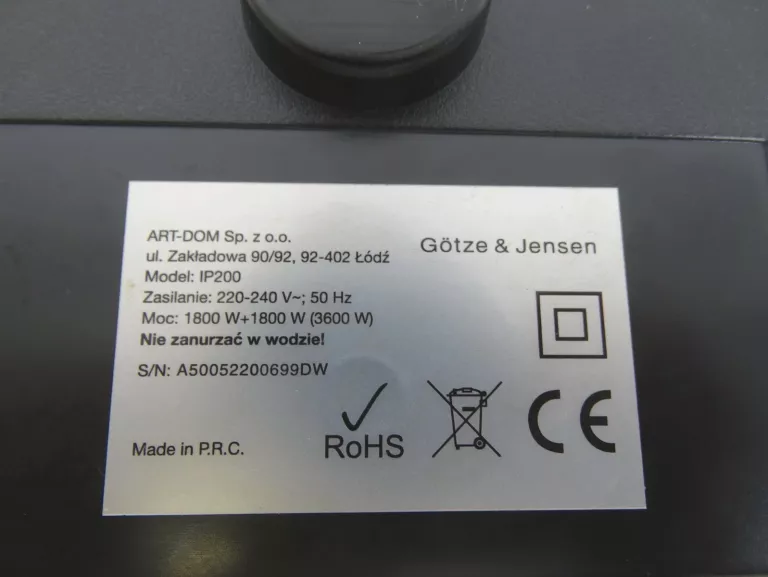 ART-DOM Sp. z o.o.
ul. Zakładowa 90/92, 92-402 Łódź
Götze & Jensen
Model: IP200
Zasilanie: 220-240 V~; 50 Hz
Moc: 1800 W+1800 W (3600 W)
Nie zanurzać w wodzie!
S/N: A50052200699DW
Made in P.R.C.
RoHS
CE